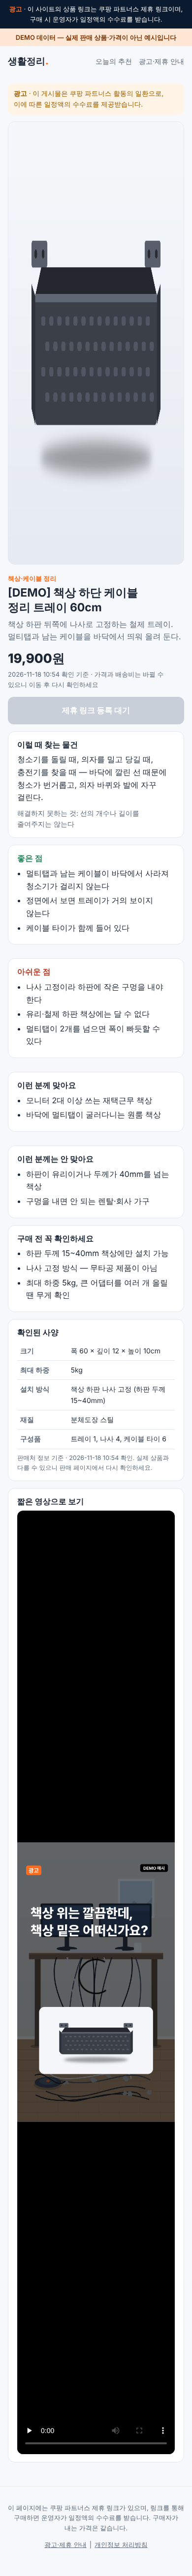 광고 · 이 사이트의 상품 링크는 쿠팡 파트너스 제휴 링크이며,
구매 시 운영자가 일정액의 수수료를 받습니다.
DEMO 데이터 — 실제 판매 상품·가격이 아닌 예시입니다
생활정리.
오늘의 추천 광고·제휴 안내
광고 · 이 게시물은 쿠팡 파트너스 활동의 일환으로,
이에 따른 일정액의 수수료를 제공받습니다.
책상·케이블 정리
[DEMO] 책상 하단 케이블
정리 트레이 60cm
책상 하판 뒤쪽에 나사로 고정하는 철제 트레이.
멀티탭과 남는 케이블을 바닥에서 띄워 올려 둔다.
19,900원
2026-11-18 10:54 확인 기준 · 가격과 배송비는 바뀔 수
있으니 이동 후 다시 확인하세요
제휴 링크 등록 대기
이럴 때 찾는 물건
청소기를 돌릴 때, 의자를 밀고 당길 때,
충전기를 찾을 때 — 바닥에 깔린 선 때문에
청소가 번거롭고, 의자 바퀴와 발에 자꾸
걸린다.
해결하지 못하는 것: 선의 개수나 길이를
줄여주지는 않는다
좋은 점
• 멀티탭과 남는 케이블이 바닥에서 사라져
청소기가 걸리지 않는다
• 정면에서 보면 트레이가 거의 보이지
않는다
• 케이블 타이가 함께 들어 있다
아쉬운 점
• 나사 고정이라 하판에 작은 구멍을 내야
한다
• 유리·철제 하판 책상에는 달 수 없다
• 멀티탭이 2개를 넘으면 폭이 빠듯할 수
있다
이런 분께 맞아요
• 모니터 2대 이상 쓰는 재택근무 책상
• 바닥에 멀티탭이 굴러다니는 원룸 책상
이런 분께는 안 맞아요
• 하판이 유리이거나 두께가 40mm를 넘는
책상
• 구멍을 내면 안 되는 렌탈·회사 가구
구매 전 꼭 확인하세요
• 하판 두께 15~40mm 책상에만 설치 가능
• 나사 고정 방식 — 무타공 제품이 아님
• 최대 하중 5kg, 큰 어댑터를 여러 개 올릴
땐 무게 확인
확인된 사양
크기 폭 60 × 깊이 12 × 높이 10cm
최대 하중 5kg
설치 방식 책상 하판 나사 고정 (하판 두께
15~40mm)
재질 분체도장 스틸
구성품 트레이 1, 나사 4, 케이블 타이 6
판매처 정보 기준 · 2026-11-18 10:54 확인. 실제 상품과
다를 수 있으니 판매 페이지에서 다시 확인하세요.
짧은 영상으로 보기
광고 DEMO 예시
책상 위는 깔끔한데,
책상 밑은 어떠신가요?
0:00
이 페이지에는 쿠팡 파트너스 제휴 링크가 있으며, 링크를 통해
구매하면 운영자가 일정액의 수수료를 받습니다. 구매자가
내는 가격은 같습니다.
광고·제휴 안내 | 개인정보 처리방침